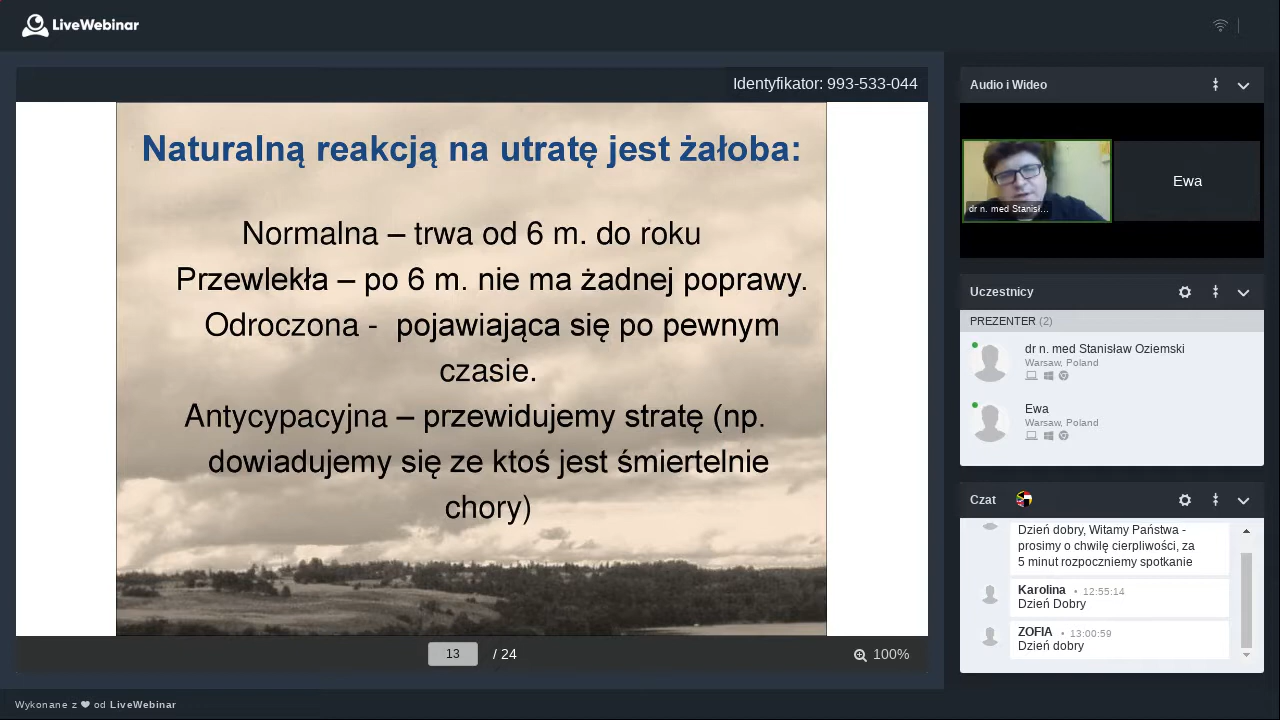 LiveWebinar
Identyfikator: 993-533-044
Naturalną reakcją na utratę jest żałoba:
Normalna – trwa od 6 m. do roku
Przewlekła – po 6 m. nie ma żadnej poprawy.
Odroczona -  pojawiająca się po pewnym
czasie.
Antycypacyjna – przewidujemy stratę (np.
dowiadujemy się ze ktoś jest śmiertelnie
chory)
13 / 24
100%
Audio i Wideo
dr n. med Stanisł...
Ewa
Uczestnicy
PREZENTER (2)
dr n. med Stanisław Oziemski
Warsaw, Poland
Ewa
Warsaw, Poland
Czat
Dzień dobry, Witamy Państwa -
prosimy o chwilę cierpliwości, za
5 minut rozpoczniemy spotkanie
Karolina • 12:55:14
Dzień Dobry
ZOFIA • 13:00:59
Dzień dobry
Wykonane z ❤ od LiveWebinar